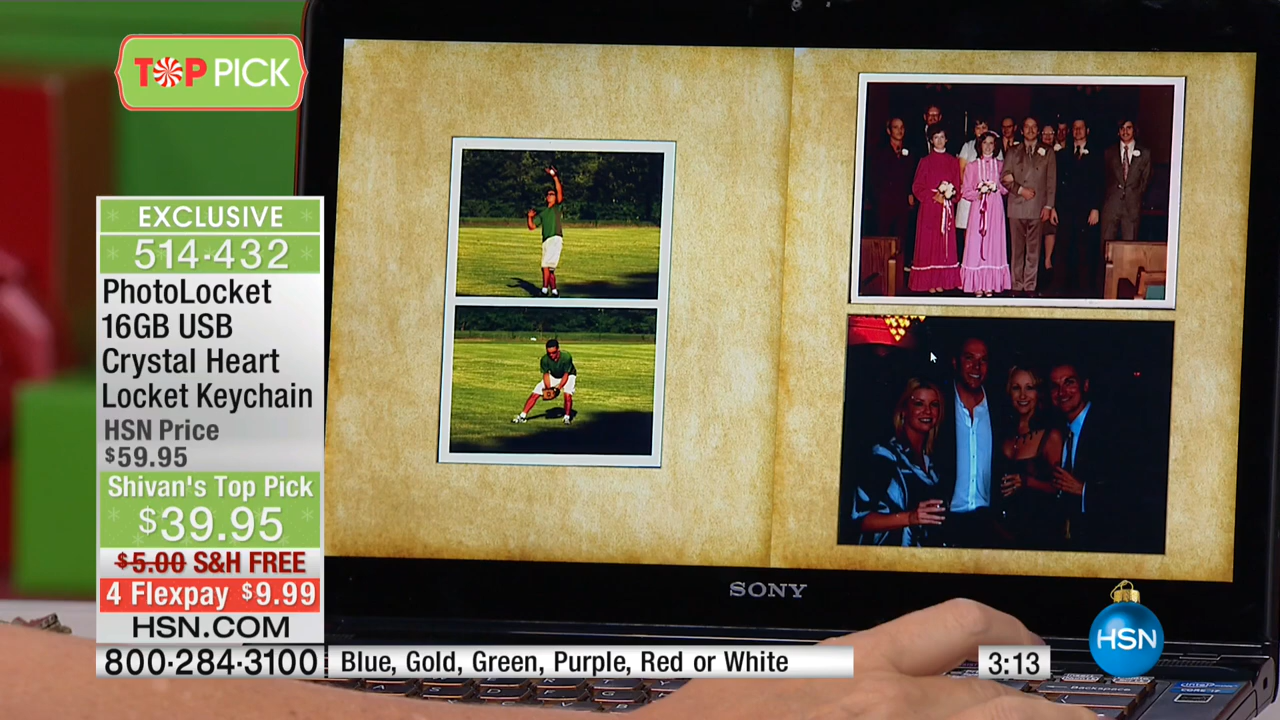 TOP PICK
EXCLUSIVE
514·432
PhotoLocket
16GB USB
Crystal Heart
Locket Keychain
HSN Price
$59.95
Shivan's Top Pick
$39.95
$5.00 S&H FREE
4 Flexpay $9.99
HSN.COM
800·284·3100
Blue, Gold, Green, Purple, Red or White
3:13
HSN
SONY
Backspace
intel